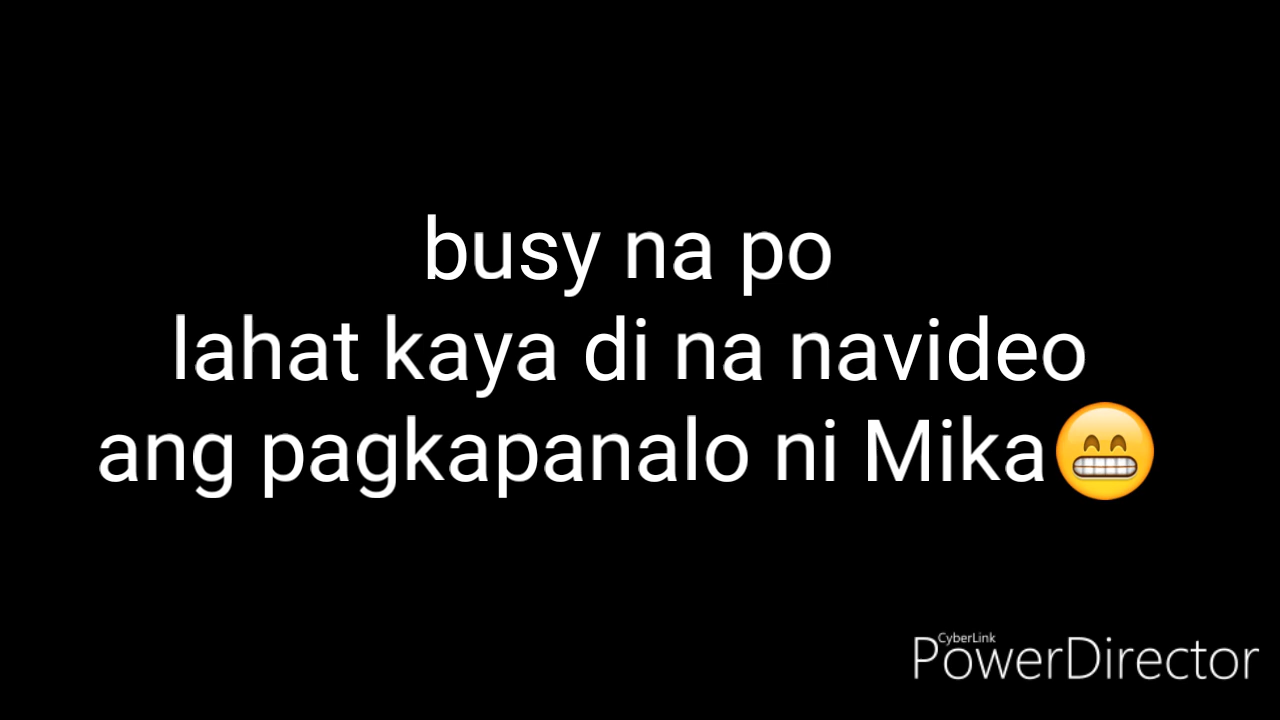 busy na po
lahat kaya di na navideo
ang pagkapanalo ni Mika😁
CyberLink
PowerDirector